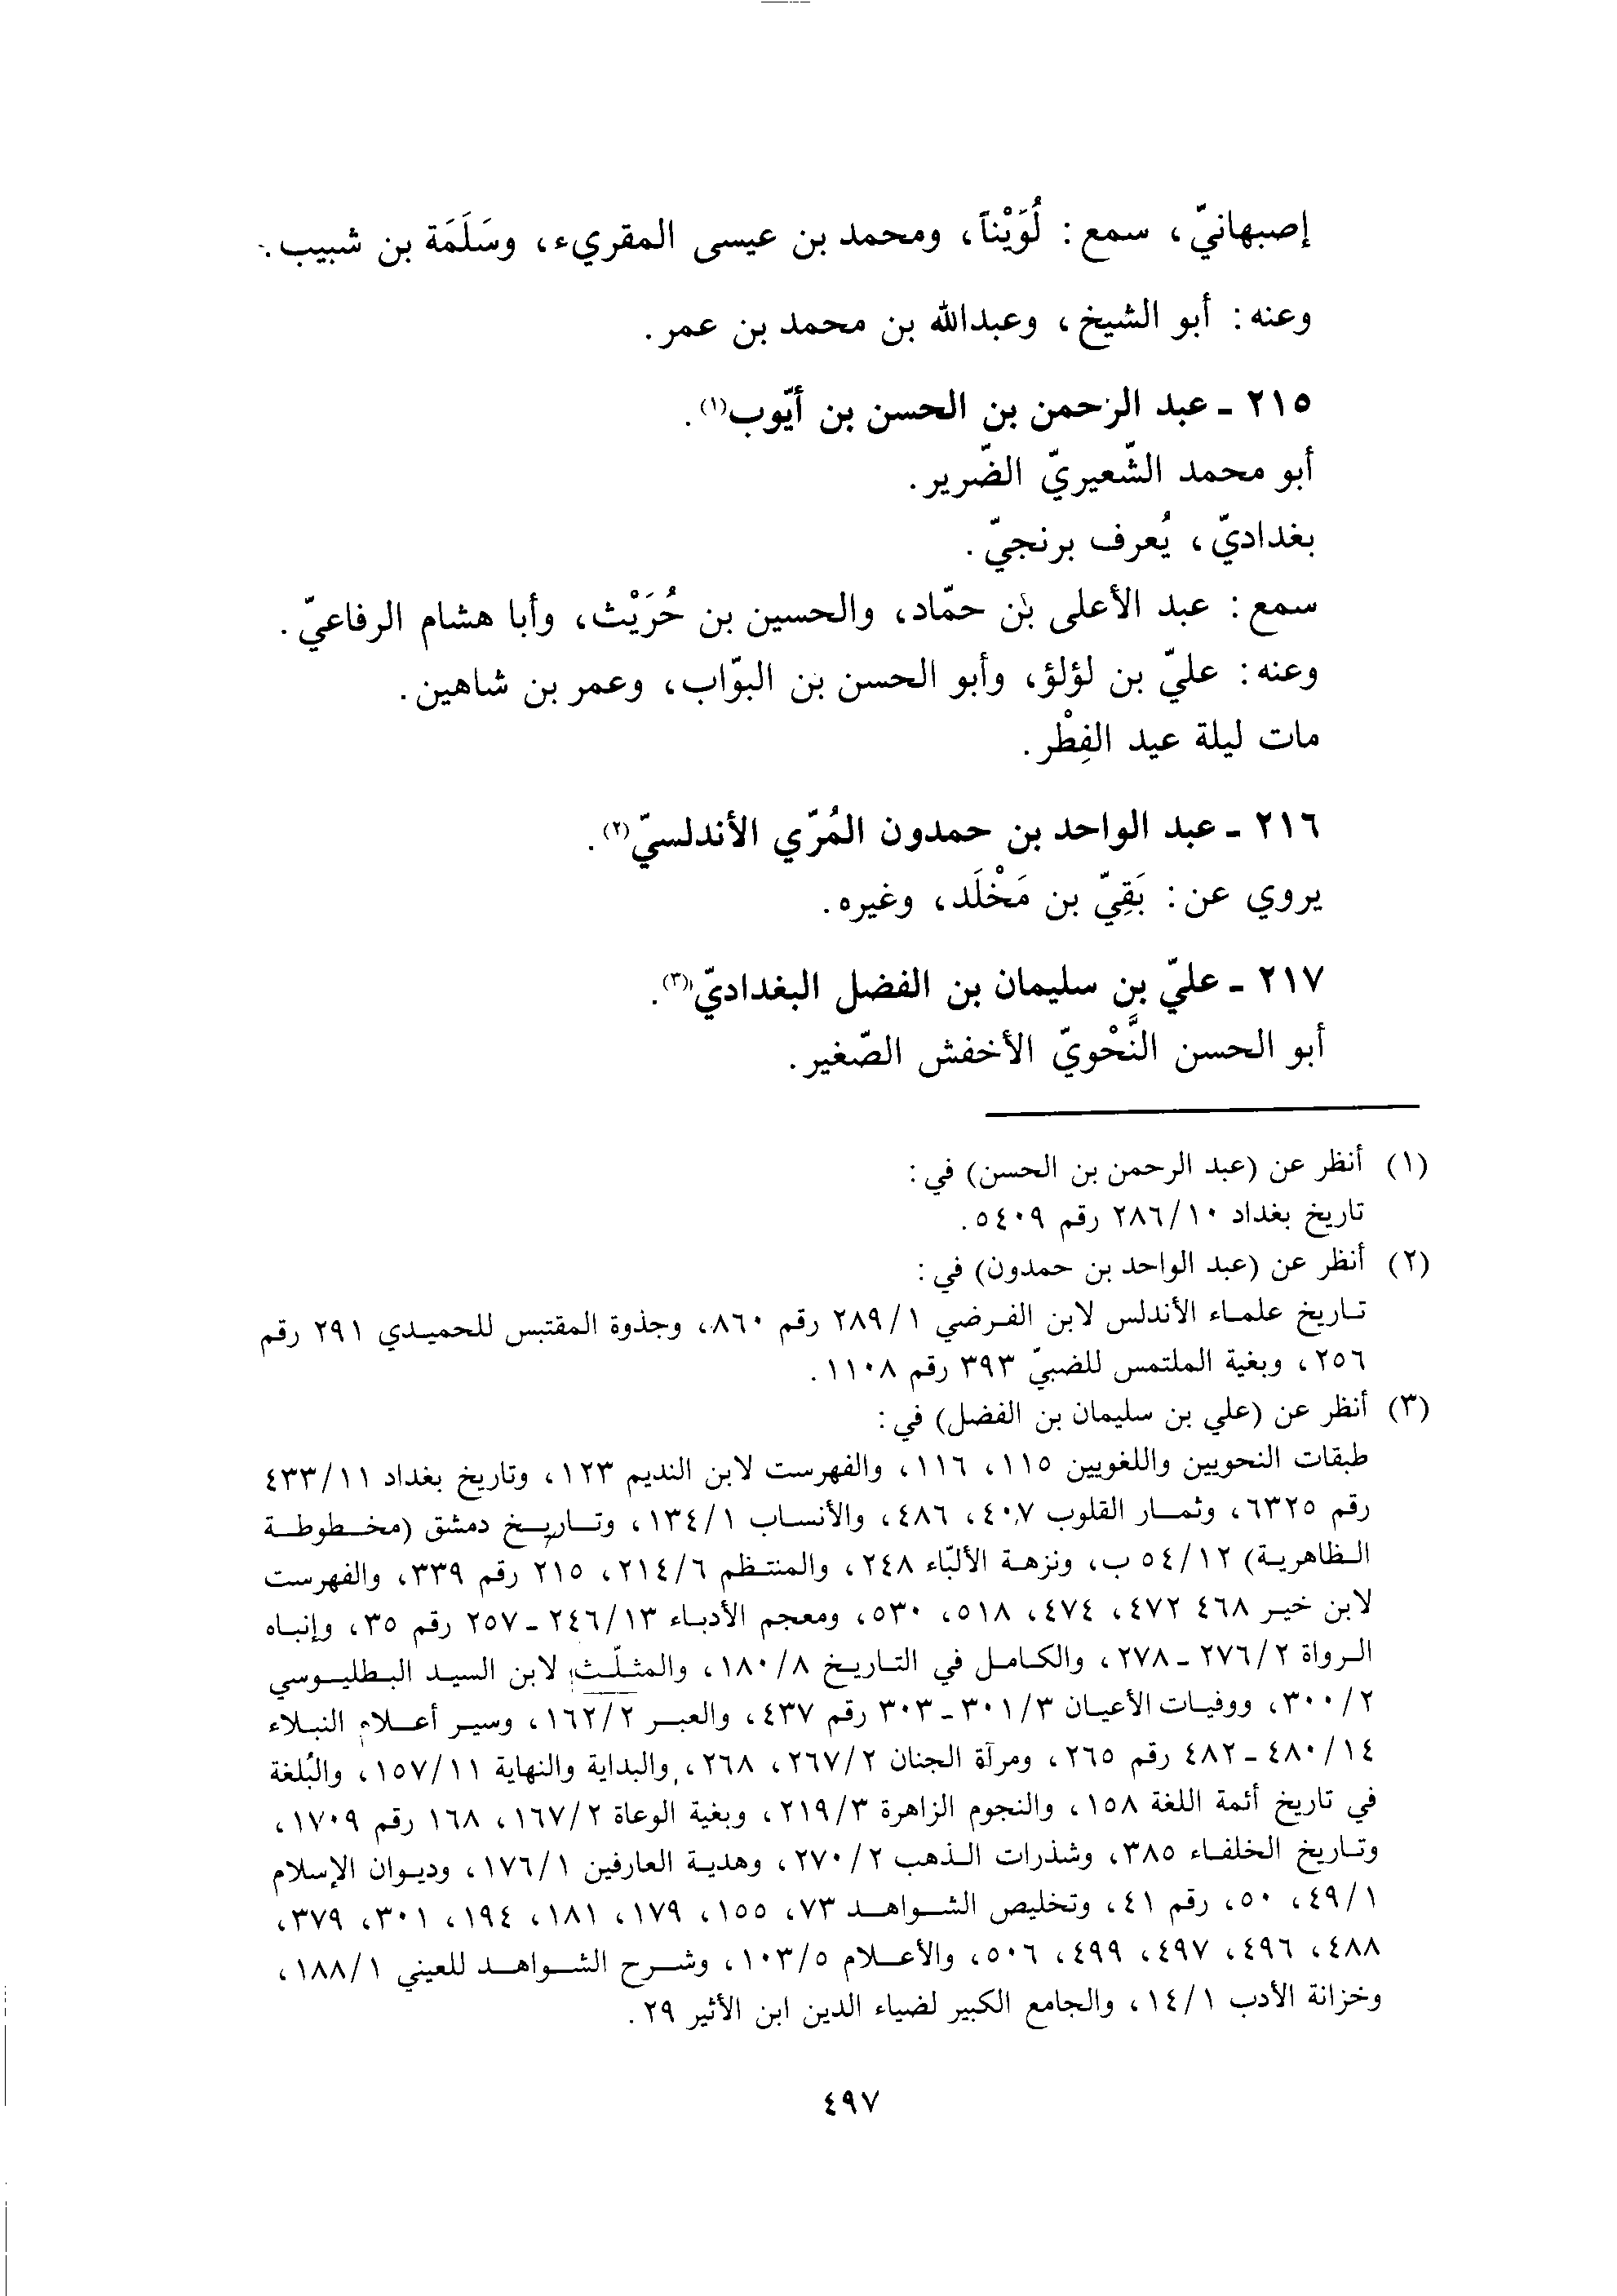 إصبهانيّ، سمع: لُوَيْناً، ومحمد بن عيسى المقريء، وسَلَمَة بن شبيب.
وعنه: أبو الشيخ، وعبدالله بن محمد بن عمر.
٢١٥ ـ عبد الرحمن بن الحسن بن أيّوب(١).
أبو محمد الشّعيريّ الضّرير.
بغداديّ، يُعرف برنجيّ.
سمع: عبد الأعلى بن حمّاد، والحسين بن حُرَيْث، وأبا هشام الرفاعيّ.
وعنه: عليّ بن لؤلؤ، وأبو الحسن بن البوّاب، وعمر بن شاهين.
مات ليلة عيد الفِطْر.
٢١٦ ـ عبد الواحد بن حمدون المُرّي الأندلسيّ(٢).
يروي عن: بَقِيّ بن مَخْلَد، وغيره.
٢١٧ ـ عليّ بن سليمان بن الفضل البغداديّ(٣).
أبو الحسن النَّحْويّ الأخفش الصّغير.
(١) أنظر عن (عبد الرحمن بن الحسن) في:
تاريخ بغداد ٢٨٦/١٠ رقم ٥٤٠٩.
(٢) أنظر عن (عبد الواحد بن حمدون) في:
تاريخ علماء الأندلس لابن الفرضي ٢٨٩/١ رقم ٨٦٠، وجذوة المقتبس للحميدي ٢٩١ رقم
٢٥٦، وبغية الملتمس للضبيّ ٣٩٣ رقم ١١٠٨.
(٣) أنظر عن (علي بن سليمان بن الفضل) في:
طبقات النحويين واللغويين ١١٥، ١١٦، والفهرست لابن النديم ١٢٣، وتاريخ بغداد ٤٣٣/١١
رقم ٦٣٢٥، وثمار القلوب ٤٠٧، ٤٨٦، والأنساب ١٣٤/١، وتاريخ دمشق (مخطوطة
الظاهرية) ٥٤/١٢ ب، ونزهة الألبّاء ٢٤٨، والمنتظم ٢١٤/٦، ٢١٥ رقم ٣٣٩، والفهرست
لابن خير ٤٦٨ ٤٧٢، ٤٧٤، ٥١٨، ٥٣٠، ومعجم الأدباء ٢٤٦/١٣ ـ ٢٥٧ رقم ٣٥، وإنباه
الرواة ٢٧٦/٢ ـ ٢٧٨، والكامل في التاريخ ١٨٠/٨، والمثلّث لابن السيد البطليوسي
٣٠٠/٢، ووفيات الأعيان ٣٠١/٣ ـ ٣٠٣ رقم ٤٣٧، والعبر ١٦٢/٢، وسير أعلام النبلاء
٤٨٠/١٤ ـ ٤٨٢ رقم ٢٦٥، ومرآة الجنان ٢٦٧/٢، ٢٦٨، والبداية والنهاية ١٥٧/١١، والبُلغة
في تاريخ أئمة اللغة ١٥٨، والنجوم الزاهرة ٢١٩/٣، وبغية الوعاة ١٦٧/٢، ١٦٨ رقم ١٧٠٩،
وتاريخ الخلفاء ٣٨٥، وشذرات الذهب ٢٧٠/٢، وهدية العارفين ١٧٦/١، وديوان الإسلام
٤٩/١، ٥٠، رقم ٤١، وتخليص الشواهد ٧٣، ١٥٥، ١٧٩، ١٨١، ١٩٤، ٣٠١، ٣٧٩،
٤٨٨، ٤٩٦، ٤٩٧، ٤٩٩، ٥٠٦، والأعلام ١٠٣/٥، وشرح الشواهد للعيني ١٨٨/١،
وخزانة الأدب ١٤/١، والجامع الكبير لضياء الدين ابن الأثير ٢٩.
٤٩٧